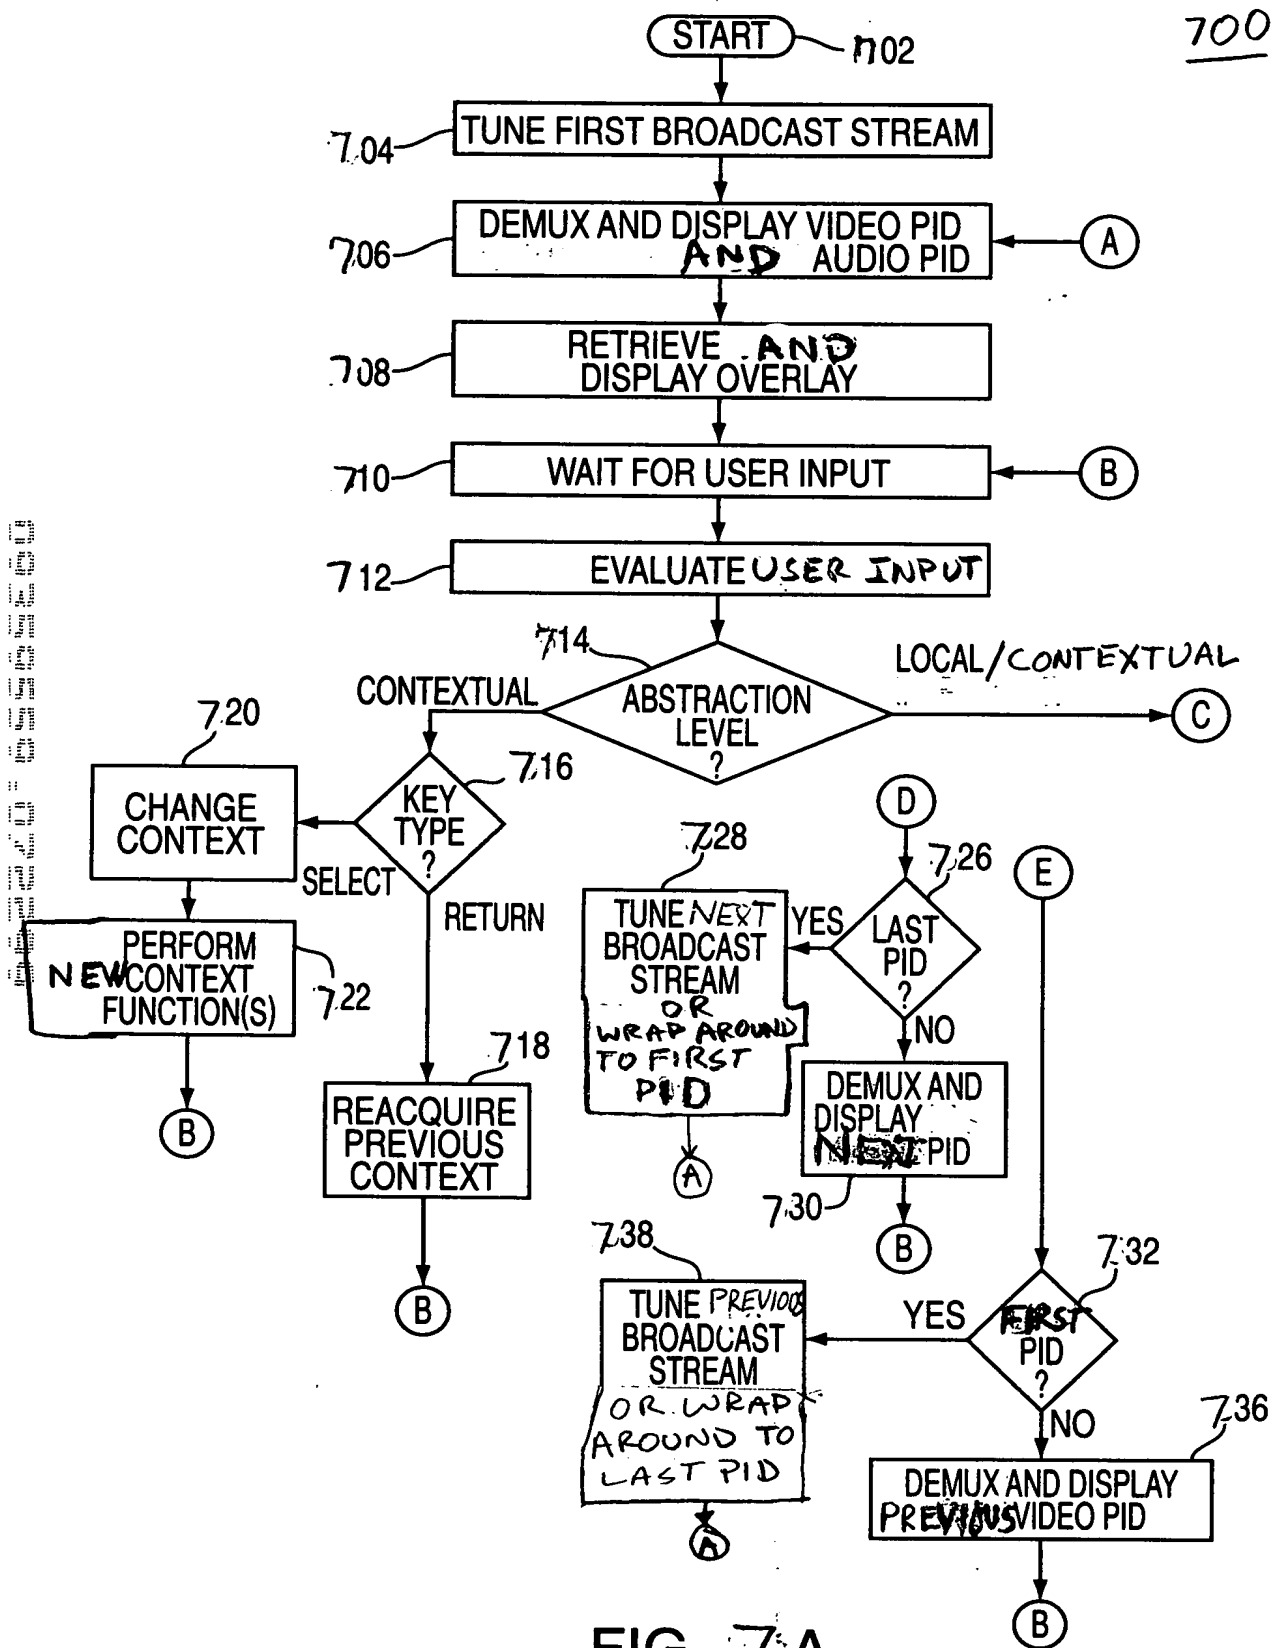 700
START
702
TUNE FIRST BROADCAST STREAM
704
DEMUX AND DISPLAY VIDEO PID
AND AUDIO PID
706
A
RETRIEVE AND
DISPLAY OVERLAY
708
WAIT FOR USER INPUT
710
B
EVALUATE USER INPUT
712
714
ABSTRACTION
LEVEL
?
CONTEXTUAL
LOCAL/CONTEXTUAL
C
716
KEY
TYPE
?
SELECT
RETURN
720
CHANGE
CONTEXT
PERFORM
NEW CONTEXT
FUNCTION(S)
722
B
718
REACQUIRE
PREVIOUS
CONTEXT
B
D
726
LAST
PID
?
YES
NO
728
TUNE NEXT
BROADCAST
STREAM
OR
WRAP AROUND
TO FIRST
PID
A
DEMUX AND
DISPLAY
NEXT PID
730
B
E
732
FIRST
PID
?
YES
NO
738
TUNE PREVIOUS
BROADCAST
STREAM
OR WRAP
AROUND TO
LAST PID
A
736
DEMUX AND DISPLAY
PREVIOUS VIDEO PID
B
FIG. 7A